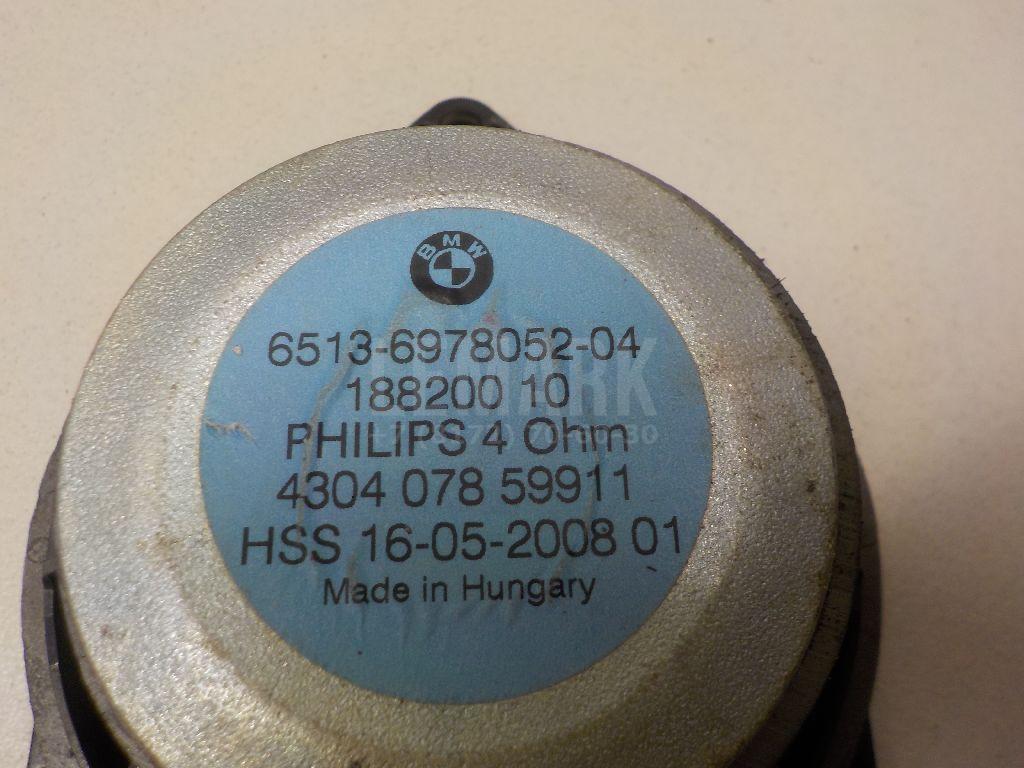 BMW
6513-6978052-04
188200 10
PHILIPS 4 Ohm
4304 078 59911
HSS 16-05-2008 01
Made in Hungary